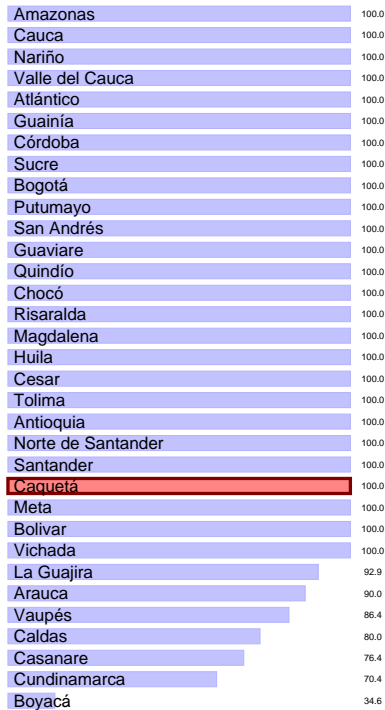 Amazonas 100.0
Cauca 100.0
Nariño 100.0
Valle del Cauca 100.0
Atlántico 100.0
Guainía 100.0
Córdoba 100.0
Sucre 100.0
Bogotá 100.0
Putumayo 100.0
San Andrés 100.0
Guaviare 100.0
Quindío 100.0
Chocó 100.0
Risaralda 100.0
Magdalena 100.0
Huila 100.0
Cesar 100.0
Tolima 100.0
Antioquia 100.0
Norte de Santander 100.0
Santander 100.0
Caquetá 100.0
Meta 100.0
Bolivar 100.0
Vichada 100.0
La Guajira 92.9
Arauca 90.0
Vaupés 86.4
Caldas 80.0
Casanare 76.4
Cundinamarca 70.4
Boyacá 34.6